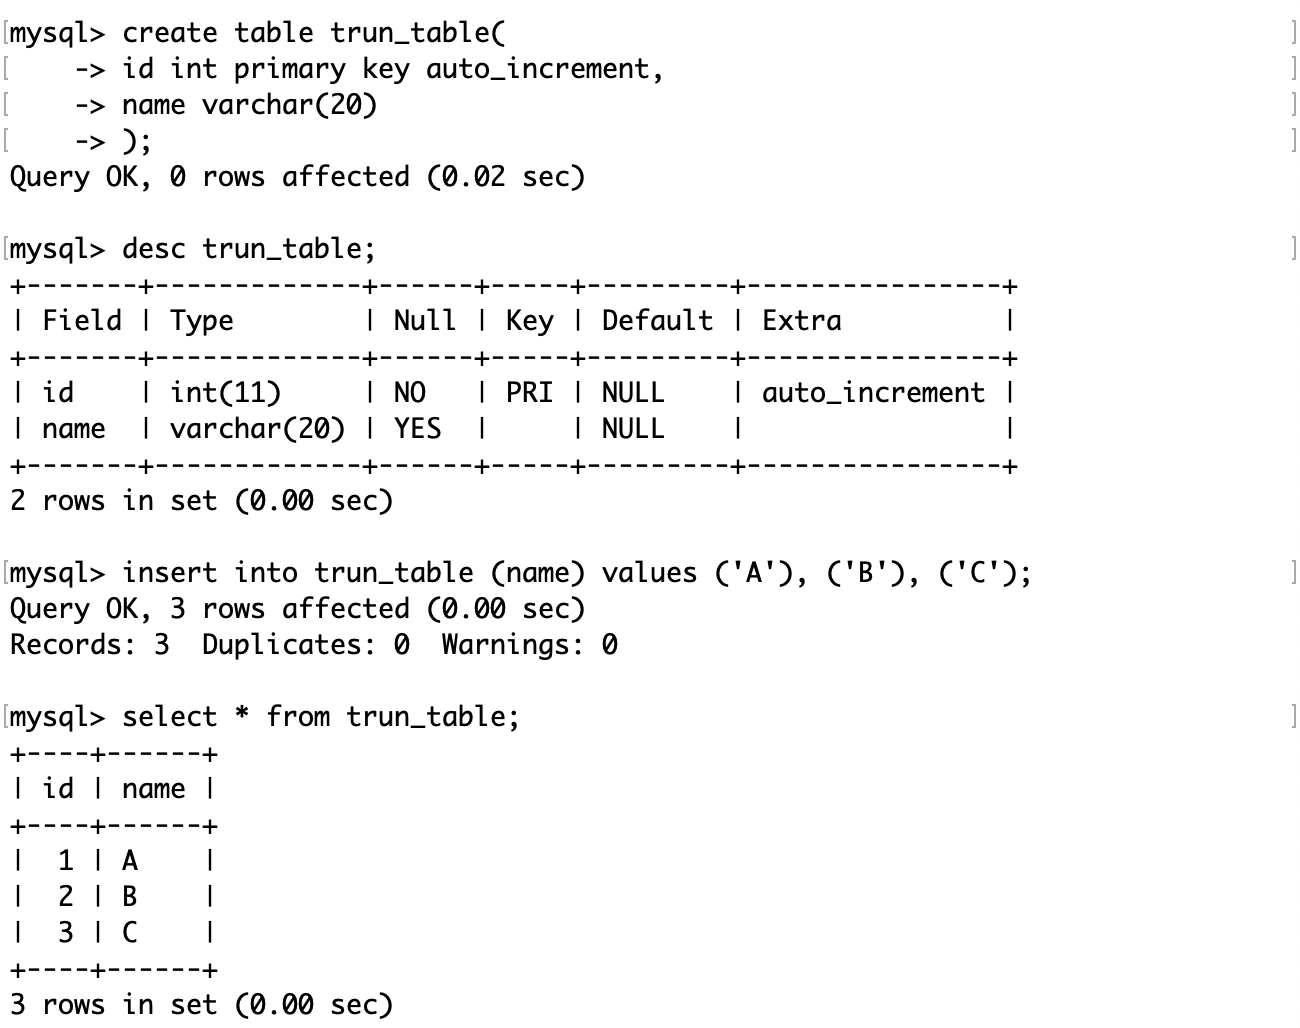 [mysql> create table trun_table( ]
[    -> id int primary key auto_increment, ]
[    -> name varchar(20) ]
[    -> ); ]
Query OK, 0 rows affected (0.02 sec)

[mysql> desc trun_table; ]
+-------+-------------+------+-----+---------+----------------+
| Field | Type        | Null | Key | Default | Extra          |
+-------+-------------+------+-----+---------+----------------+
| id    | int(11)     | NO   | PRI | NULL    | auto_increment |
| name  | varchar(20) | YES  |     | NULL    |                |
+-------+-------------+------+-----+---------+----------------+
2 rows in set (0.00 sec)

[mysql> insert into trun_table (name) values ('A'), ('B'), ('C'); ]
Query OK, 3 rows affected (0.00 sec)
Records: 3  Duplicates: 0  Warnings: 0

[mysql> select * from trun_table; ]
+----+------+
| id | name |
+----+------+
|  1 | A    |
|  2 | B    |
|  3 | C    |
+----+------+
3 rows in set (0.00 sec)